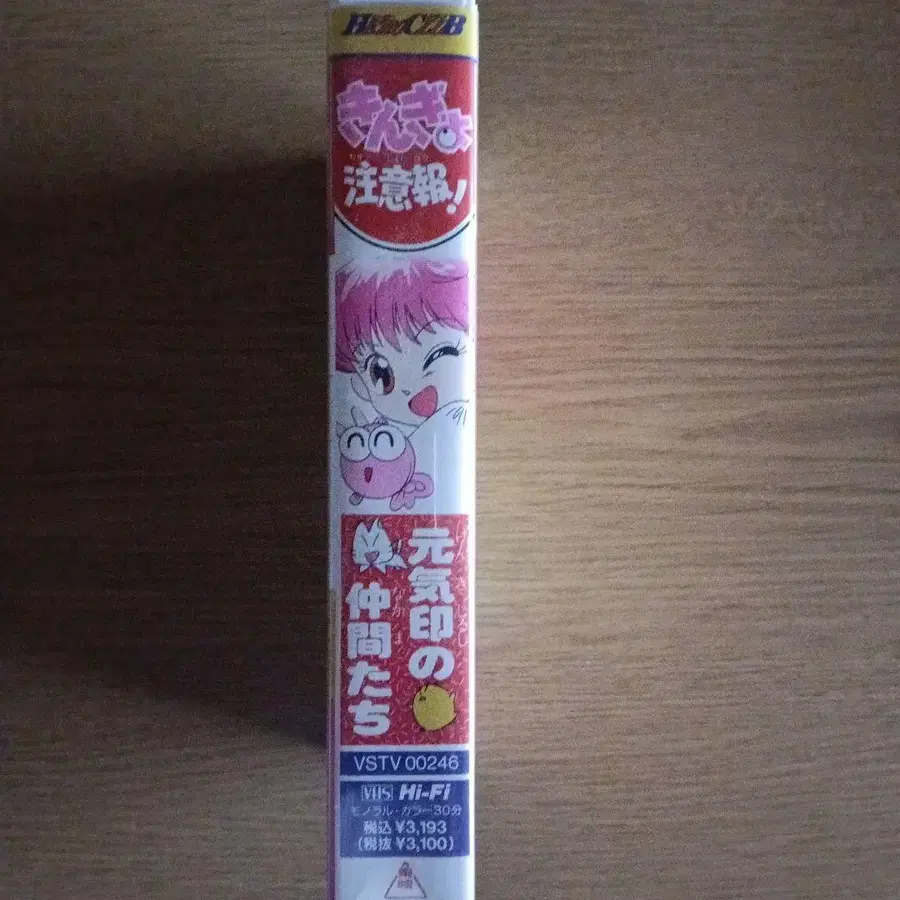 きんぎょ
注意報!
元気印の
仲間たち
VSTV 00246
VHS Hi-Fi
モノラル・カラー30分
税込 ¥3,193
(税抜 ¥3,100)